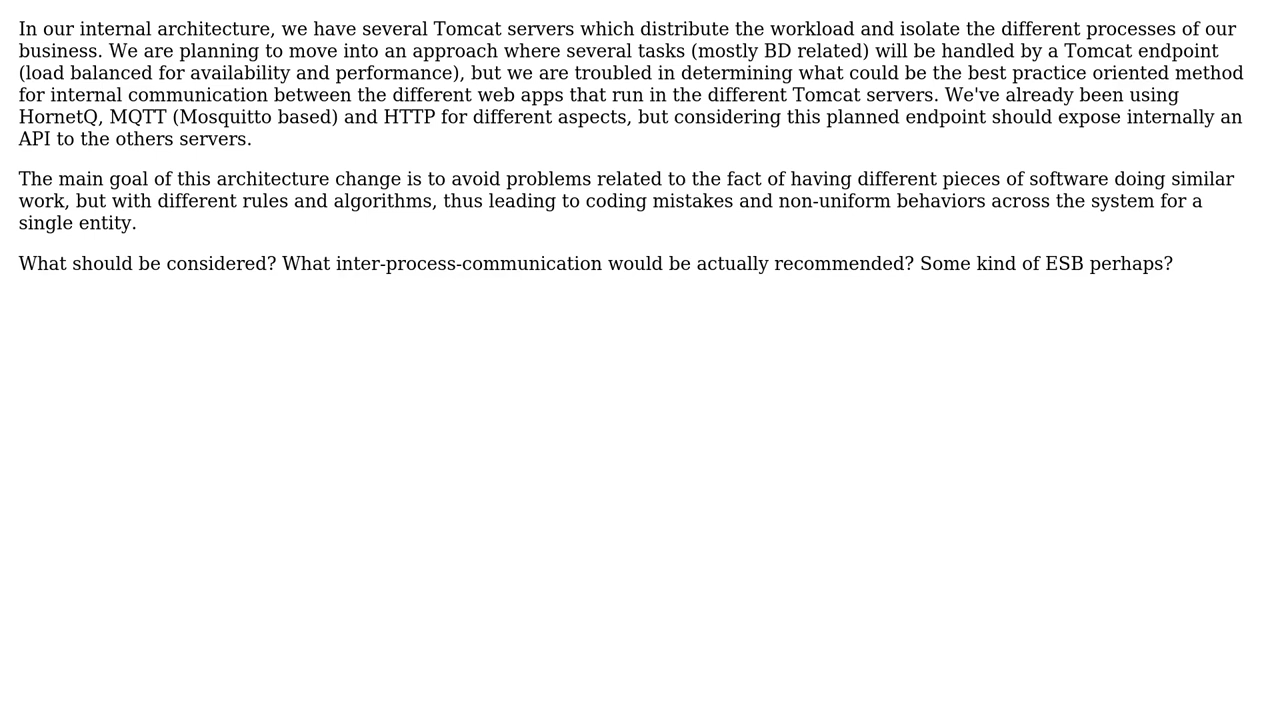 In our internal architecture, we have several Tomcat servers which distribute the workload and isolate the different processes of our
business. We are planning to move into an approach where several tasks (mostly BD related) will be handled by a Tomcat endpoint
(load balanced for availability and performance), but we are troubled in determining what could be the best practice oriented method
for internal communication between the different web apps that run in the different Tomcat servers. We've already been using
HornetQ, MQTT (Mosquitto based) and HTTP for different aspects, but considering this planned endpoint should expose internally an
API to the others servers.
The main goal of this architecture change is to avoid problems related to the fact of having different pieces of software doing similar
work, but with different rules and algorithms, thus leading to coding mistakes and non-uniform behaviors across the system for a
single entity.
What should be considered? What inter-process-communication would be actually recommended? Some kind of ESB perhaps?